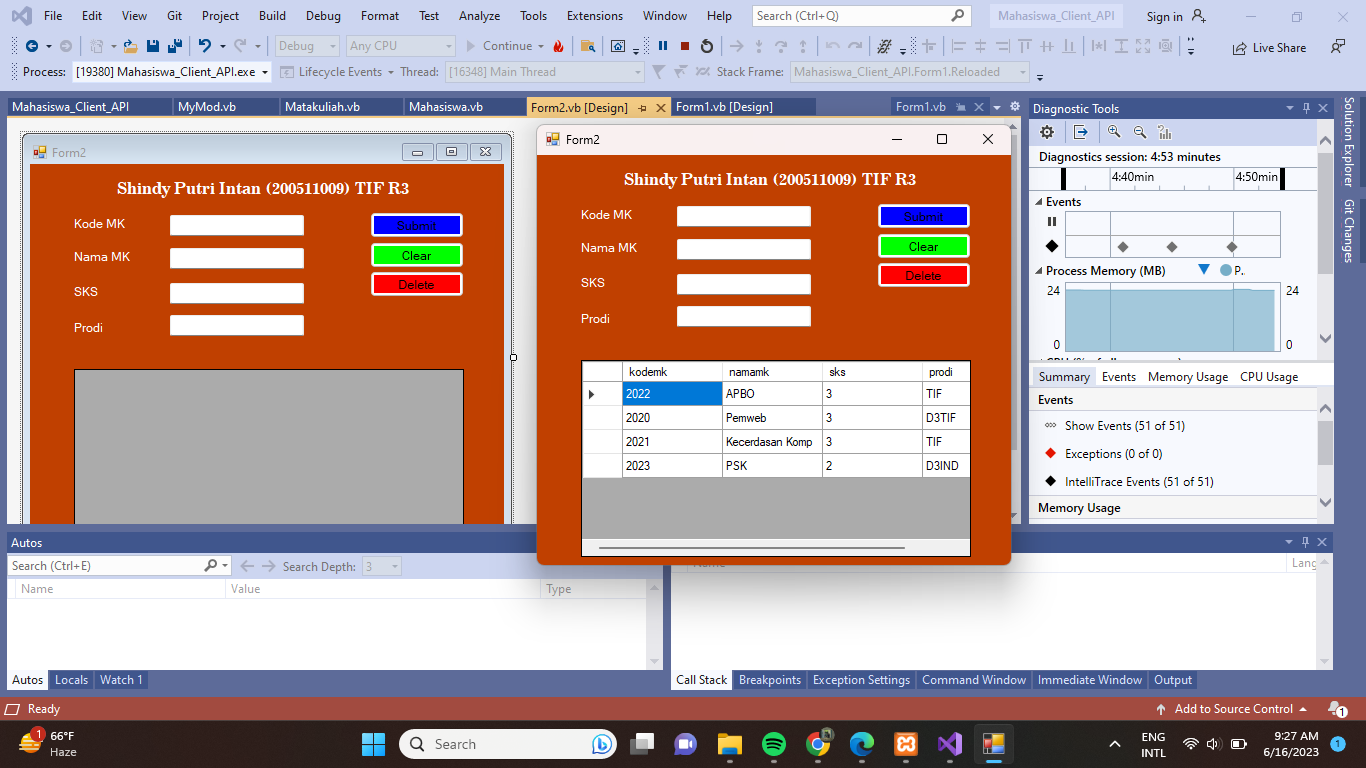 File Edit View Git Project Build Debug Format Test Analyze Tools Extensions Window Help Search (Ctrl+Q) Mahasiswa_Client_API Sign in
Debug Any CPU Continue Live Share
Process: [19380] Mahasiswa_Client_API.exe Lifecycle Events Thread: [16348] Main Thread Stack Frame: Mahasiswa_Client_API.Form1.Reloaded
Mahasiswa_Client_API MyMod.vb Matakuliah.vb Mahasiswa.vb Form2.vb [Design] Form1.vb [Design] Form1.vb
Form2
Shindy Putri Intan (200511009) TIF R3
Kode MK
Nama MK
SKS
Prodi
Submit
Clear
Delete
Form2
Shindy Putri Intan (200511009) TIF R3
Kode MK
Nama MK
SKS
Prodi
Submit
Clear
Delete
kodemk namamk sks prodi
2022 APBO 3 TIF
2020 Pemweb 3 D3TIF
2021 Kecerdasan Komp 3 TIF
2023 PSK 2 D3IND
Diagnostic Tools
Diagnostics session: 4:53 minutes
4:40min 4:50min
Events
Process Memory (MB) P..
24 24
0 0
Summary Events Memory Usage CPU Usage
Events
Show Events (51 of 51)
Exceptions (0 of 0)
IntelliTrace Events (51 of 51)
Memory Usage
Solution Explorer
Git Changes
Autos
Search (Ctrl+E) Search Depth: 3
Name Value Type
Name Lang
Autos Locals Watch 1
Call Stack Breakpoints Exception Settings Command Window Immediate Window Output
Ready Add to Source Control 1
1 66°F
Haze
Search
ENG
INTL
9:27 AM
6/16/2023
1